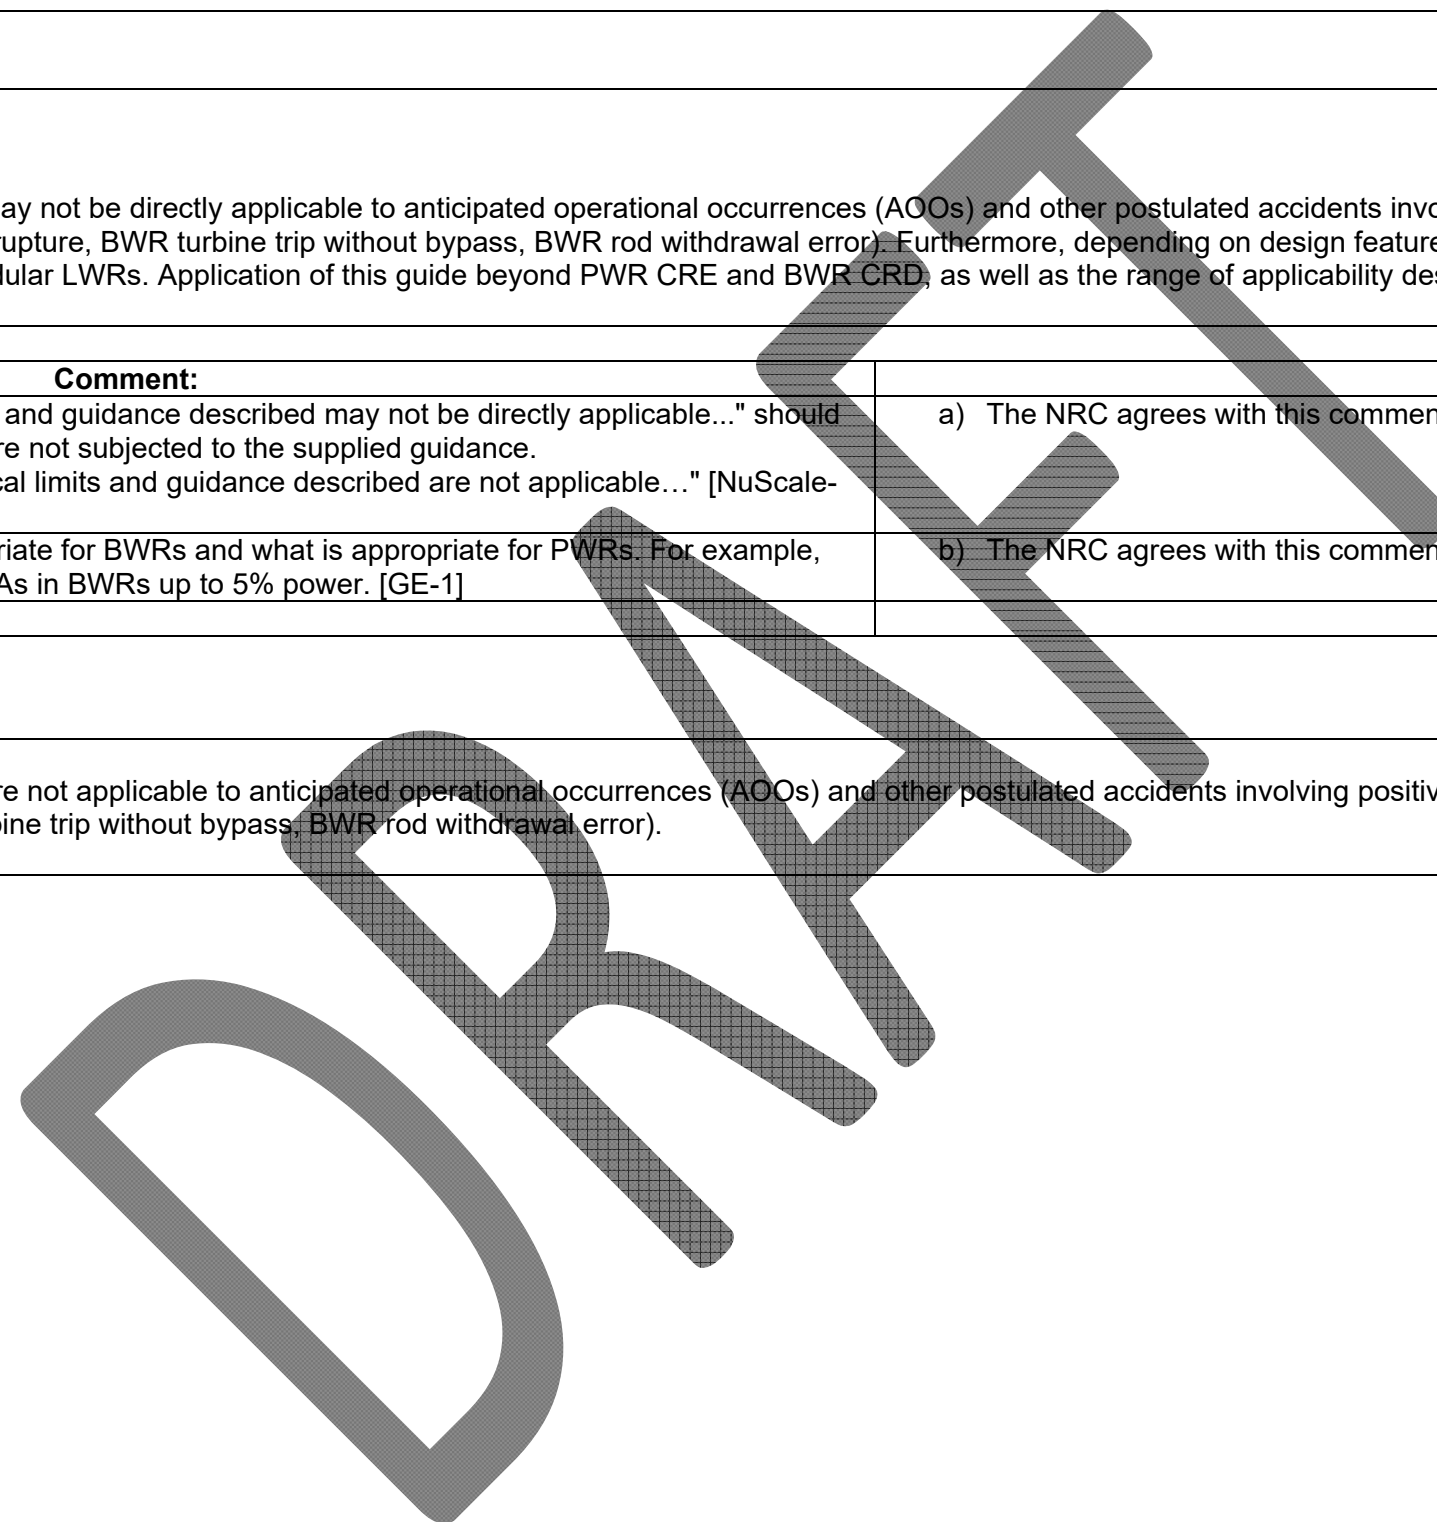 ay not be directly applicable to anticipated operational occurrences (AOOs) and other postulated accidents invo
rupture, BWR turbine trip without bypass, BWR rod withdrawal error). Furthermore, depending on design feature
dular LWRs. Application of this guide beyond PWR CRE and BWR CRD, as well as the range of applicability des
Comment:
and guidance described may not be directly applicable..." should
re not subjected to the supplied guidance.
cal limits and guidance described are not applicable…" [NuScale-
a) The NRC agrees with this commen
riate for BWRs and what is appropriate for PWRs. For example,
As in BWRs up to 5% power. [GE-1]
b) The NRC agrees with this commen
re not applicable to anticipated operational occurrences (AOOs) and other postulated accidents involving positiv
bine trip without bypass, BWR rod withdrawal error).
DRAFT